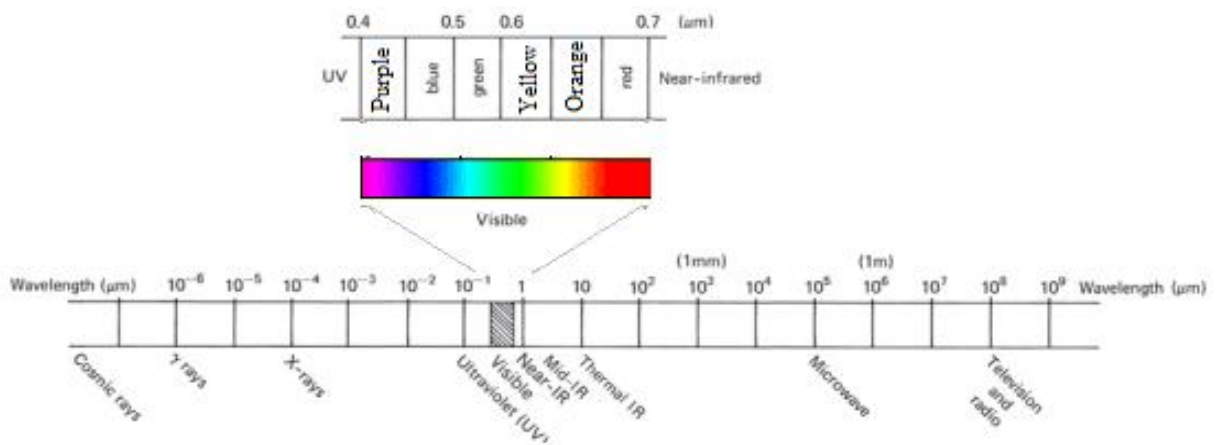 0.4 0.5 0.6 0.7 (μm)
UV Purple blue green Yellow Orange red Near-infrared
Visible
(1mm) (1m)
Wavelength (μm) 10⁻⁶ 10⁻⁵ 10⁻⁴ 10⁻³ 10⁻² 10⁻¹ 1 10 10² 10³ 10⁴ 10⁵ 10⁶ 10⁷ 10⁸ 10⁹ Wavelength (μm)
Cosmic rays
γ rays
X-rays
Ultraviolet (UV)
Visible
Near-IR
Mid-IR
Thermal IR
Microwave
Television
and
radio